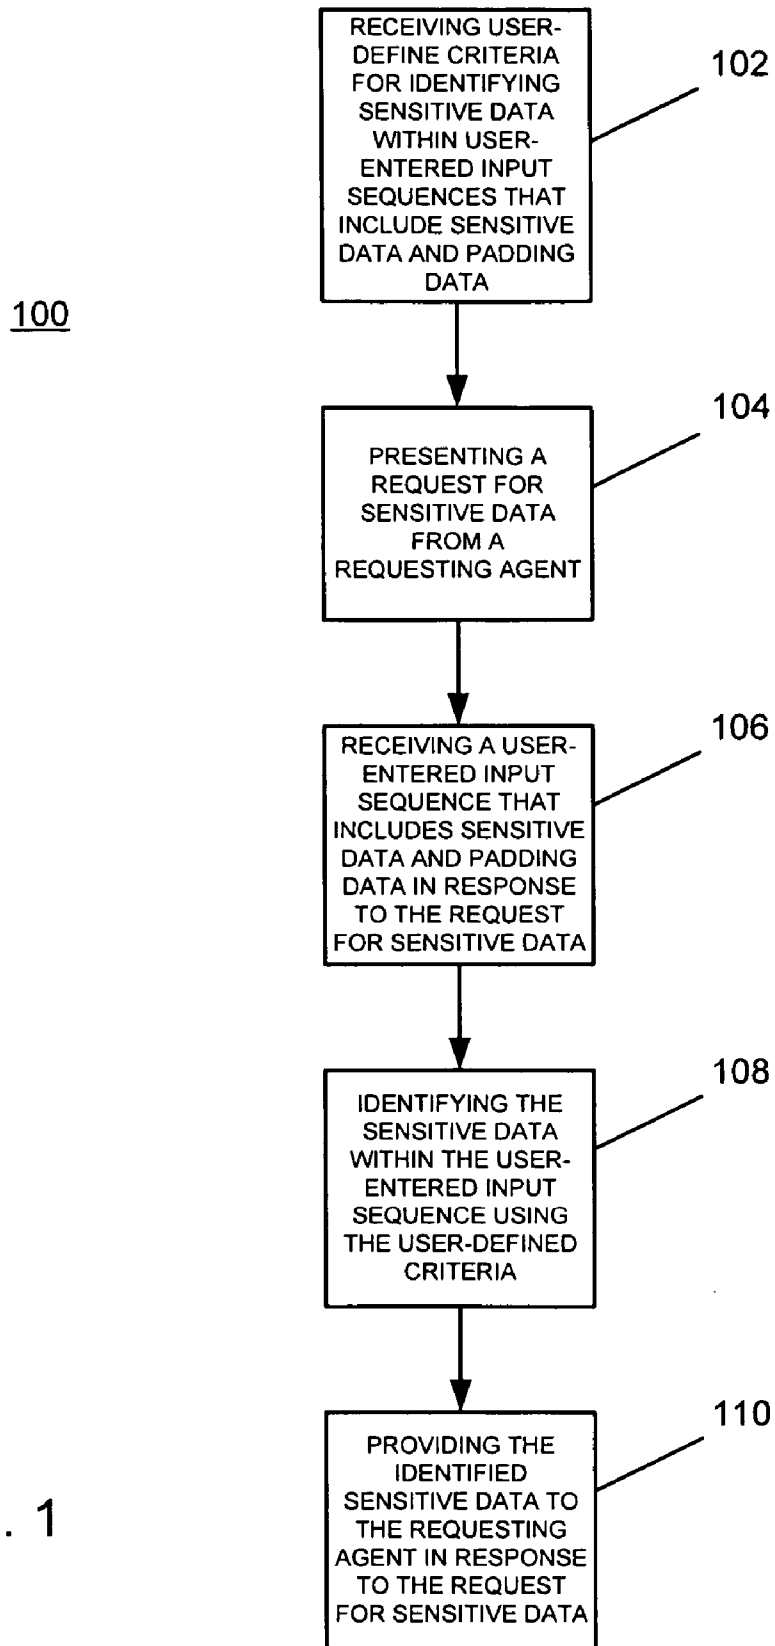 RECEIVING USER-
DEFINE CRITERIA
FOR IDENTIFYING
SENSITIVE DATA
WITHIN USER-
ENTERED INPUT
SEQUENCES THAT
INCLUDE SENSITIVE
DATA AND PADDING
DATA
102
100
PRESENTING A
REQUEST FOR
SENSITIVE DATA
FROM A
REQUESTING AGENT
104
RECEIVING A USER-
ENTERED INPUT
SEQUENCE THAT
INCLUDES SENSITIVE
DATA AND PADDING
DATA IN RESPONSE
TO THE REQUEST
FOR SENSITIVE DATA
106
IDENTIFYING THE
SENSITIVE DATA
WITHIN THE USER-
ENTERED INPUT
SEQUENCE USING
THE USER-DEFINED
CRITERIA
108
PROVIDING THE
IDENTIFIED
SENSITIVE DATA TO
THE REQUESTING
AGENT IN RESPONSE
TO THE REQUEST
FOR SENSITIVE DATA
110
. 1